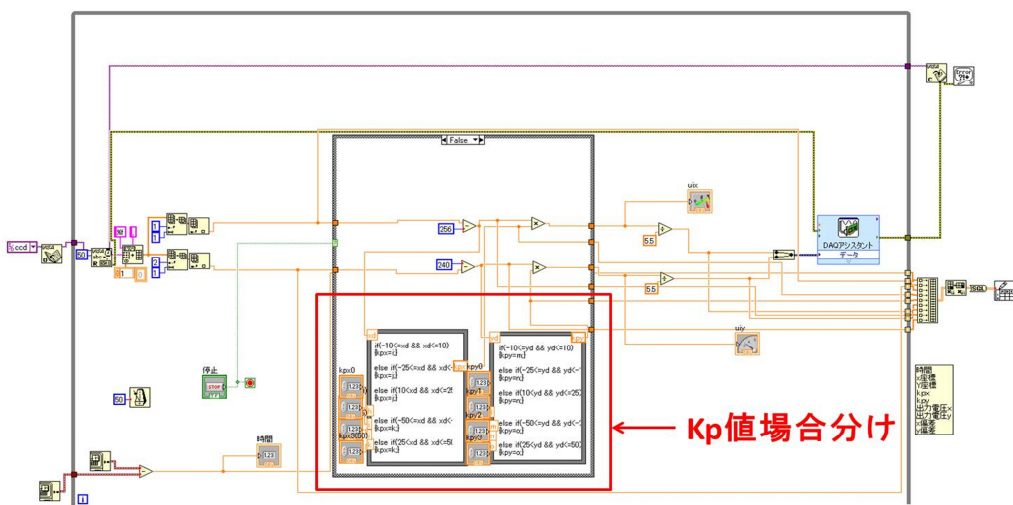 False
uix
ccd
50
256
5.5
DAQアシスタント
データ
240
5.5
uiy
停止
STOP
50
時間
kpx0
kpy0
kpy1
kpy2
kpy3
xd
yd
kpy
if(-10<=xd && xd<=10)
{kpx=i;}
else if(-25<=xd && xd<-
{kpx=j;}
else if(10<xd && xd<=25
{kpx=j;}
else if(-50<=xd && xd<-
{kpx=k;}
else if(25<xd && xd<=50
{kpx=k;}
if(-10<=yd && yd<=10)
{kpy=m;}
else if(-25<=yd && yd<-
{kpy=n;}
else if(10<yd && yd<=25
{kpy=n;}
else if(-50<=yd && yd<-
{kpy=o;}
else if(25<yd && yd<=50
{kpy=o;}
Kp値場合分け
時間
X座標
Y座標
kpx
kpy
出力電圧x
出力電圧y
x偏差
y偏差
i